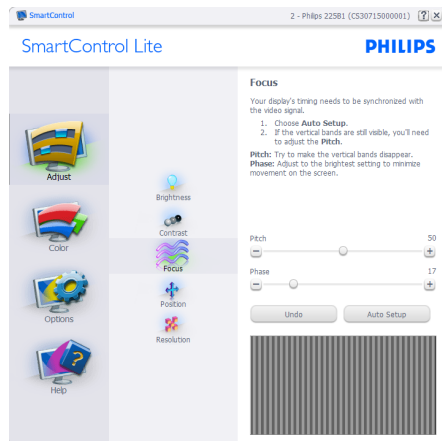 SmartControl
2 - Philips 225B1 (CS30715000001)
SmartControl Lite
PHILIPS
Adjust
Color
Options
Help
Brightness
Contrast
Focus
Position
Resolution
Focus
Your display's timing needs to be synchronized with
the video signal.
1. Choose Auto Setup.
2. If the vertical bands are still visible, you'll need
to adjust the Pitch.
Pitch: Try to make the vertical bands disappear.
Phase: Adjust to the brightest setting to minimize
movement on the screen.
Pitch 50
Phase 17
Undo Auto Setup